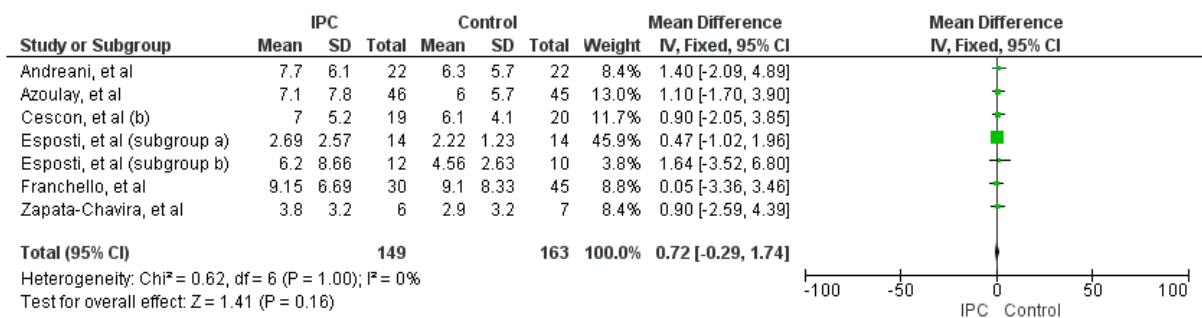 IPC Control Mean Difference Mean Difference
Study or Subgroup Mean SD Total Mean SD Total Weight IV, Fixed, 95% CI IV, Fixed, 95% CI
Andreani, et al 7.7 6.1 22 6.3 5.7 22 8.4% 1.40 [-2.09, 4.89]
Azoulay, et al 7.1 7.8 46 6 5.7 45 13.0% 1.10 [-1.70, 3.90]
Cescon, et al (b) 7 5.2 19 6.1 4.1 20 11.7% 0.90 [-2.05, 3.85]
Esposti, et al (subgroup a) 2.69 2.57 14 2.22 1.23 14 45.9% 0.47 [-1.02, 1.96]
Esposti, et al (subgroup b) 6.2 8.66 12 4.56 2.63 10 3.8% 1.64 [-3.52, 6.80]
Franchello, et al 9.15 6.69 30 9.1 8.33 45 8.8% 0.05 [-3.36, 3.46]
Zapata-Chavira, et al 3.8 3.2 6 2.9 3.2 7 8.4% 0.90 [-2.59, 4.39]
Total (95% CI) 149 163 100.0% 0.72 [-0.29, 1.74]
Heterogeneity: Chi² = 0.62, df = 6 (P = 1.00); I² = 0%
Test for overall effect: Z = 1.41 (P = 0.16)
-100 -50 0 50 100
IPC Control